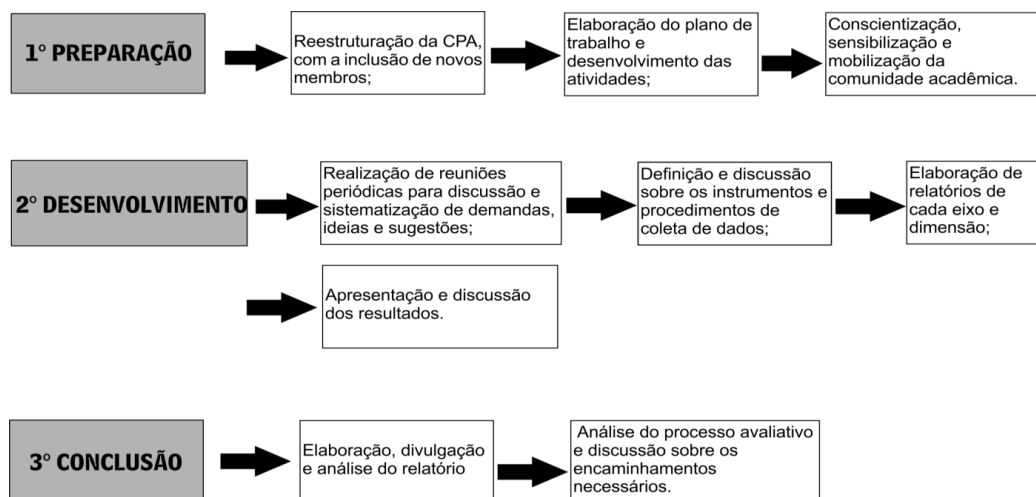 1° PREPARAÇÃO
Reestruturação da CPA,
com a inclusão de novos
membros;
Elaboração do plano de
trabalho e
desenvolvimento das
atividades;
Conscientização,
sensibilização e
mobilização da
comunidade acadêmica.
2° DESENVOLVIMENTO
Realização de reuniões
periódicas para discussão e
sistematização de demandas,
ideias e sugestões;
Definição e discussão
sobre os instrumentos e
procedimentos de
coleta de dados;
Elaboração de
relatórios de
cada eixo e
dimensão;
Apresentação e discussão
dos resultados.
3° CONCLUSÃO
Elaboração, divulgação
e análise do relatório
Análise do processo avaliativo
e discussão sobre os
encaminhamentos
necessários.